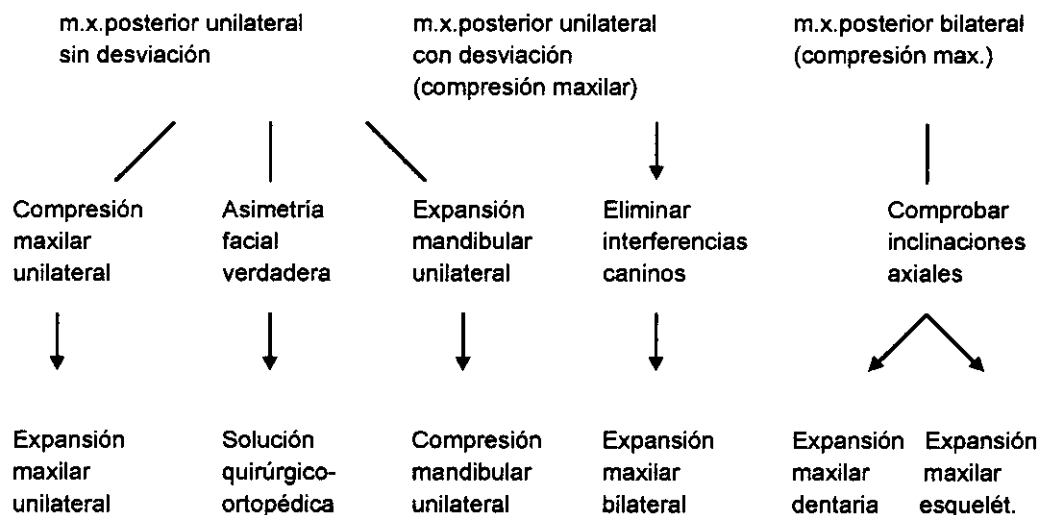 m.x.posterior unilateral
sin desviación
m.x.posterior unilateral
con desviación
(compresión maxilar)
m.x.posterior bilateral
(compresión max.)
Compresión
maxilar
unilateral
Asimetría
facial
verdadera
Expansión
mandibular
unilateral
Eliminar
interferencias
caninos
Comprobar
inclinaciones
axiales
Expansión
maxilar
unilateral
Solución
quirúrgico-
ortopédica
Compresión
mandibular
unilateral
Expansión
maxilar
bilateral
Expansión
maxilar
dentaria
Expansión
maxilar
esquelét.